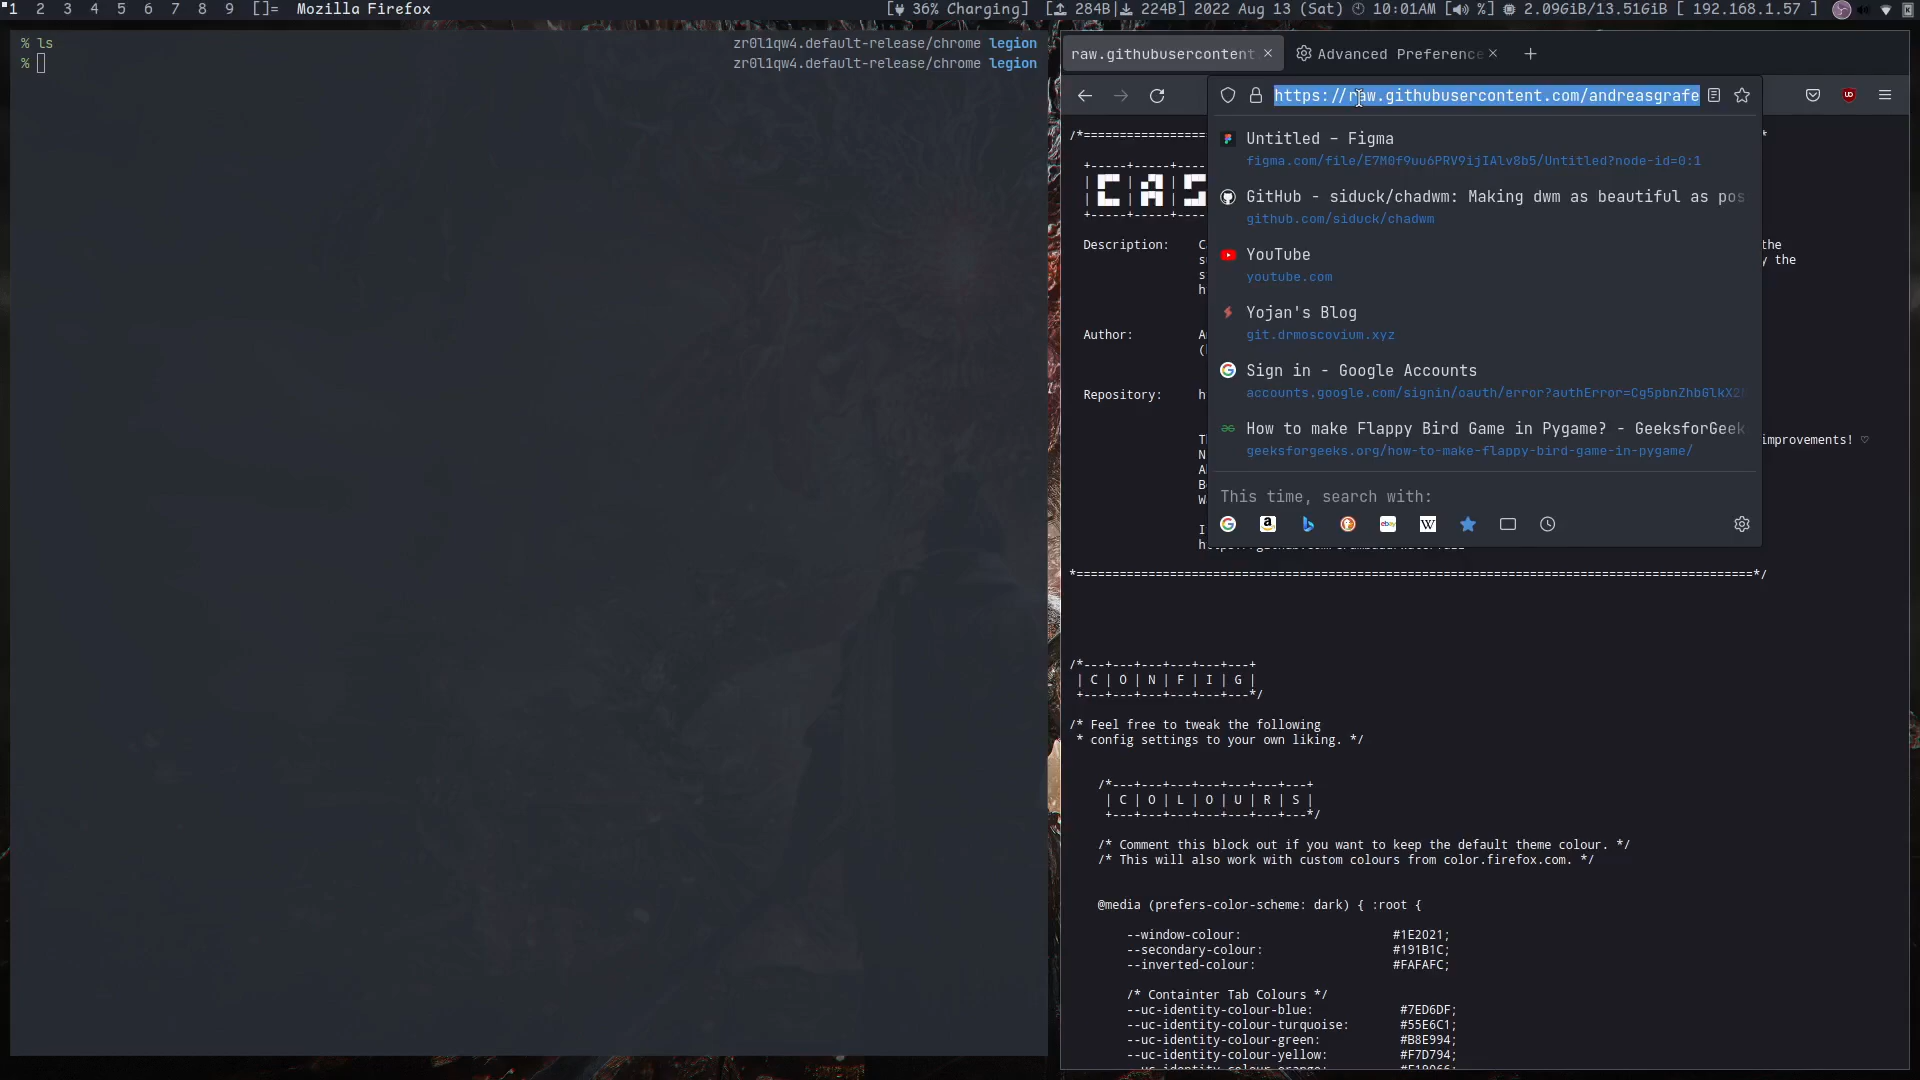 1 2 3 4 5 6 7 8 9 []= Mozilla Firefox
[ 36% Charging] [ 284B| 224B] 2022 Aug 13 (Sat) 10:01AM [ %] 2.09GiB/13.51GiB [ 192.168.1.57 ]
% ls
zr0l1qw4.default-release/chrome legion
%
zr0l1qw4.default-release/chrome legion
raw.githubusercontent
Advanced Preference
https://raw.githubusercontent.com/andreasgrafe
Untitled – Figma
figma.com/file/E7M0f9uu6PRV9ijIAlv8b5/Untitled?node-id=0:1
GitHub - siduck/chadwm: Making dwm as beautiful as pos
github.com/siduck/chadwm
YouTube
youtube.com
Yojan's Blog
git.drmoscovium.xyz
Sign in - Google Accounts
accounts.google.com/signin/oauth/error?authError=Cg5pbnZhbGlkX2
How to make Flappy Bird Game in Pygame? - GeeksforGeek
geeksforgeeks.org/how-to-make-flappy-bird-game-in-pygame/
This time, search with:
Description:
the
the
Author:
Repository:
improvements! ♡
*==============================================================================================*/
/*---+---+---+---+---+---+
| C | O | N | F | I | G |
+---+---+---+---+---+---*/
/* Feel free to tweak the following
* config settings to your own liking. */
/*---+---+---+---+---+---+---+
| C | O | L | O | U | R | S |
+---+---+---+---+---+---+---*/
/* Comment this block out if you want to keep the default theme colour. */
/* This will also work with custom colours from color.firefox.com. */
@media (prefers-color-scheme: dark) { :root {
--window-colour: #1E2021;
--secondary-colour: #191B1C;
--inverted-colour: #FAFAFC;
/* Containter Tab Colours */
--uc-identity-colour-blue: #7ED6DF;
--uc-identity-colour-turquoise: #55E6C1;
--uc-identity-colour-green: #B8E994;
--uc-identity-colour-yellow: #F7D794;